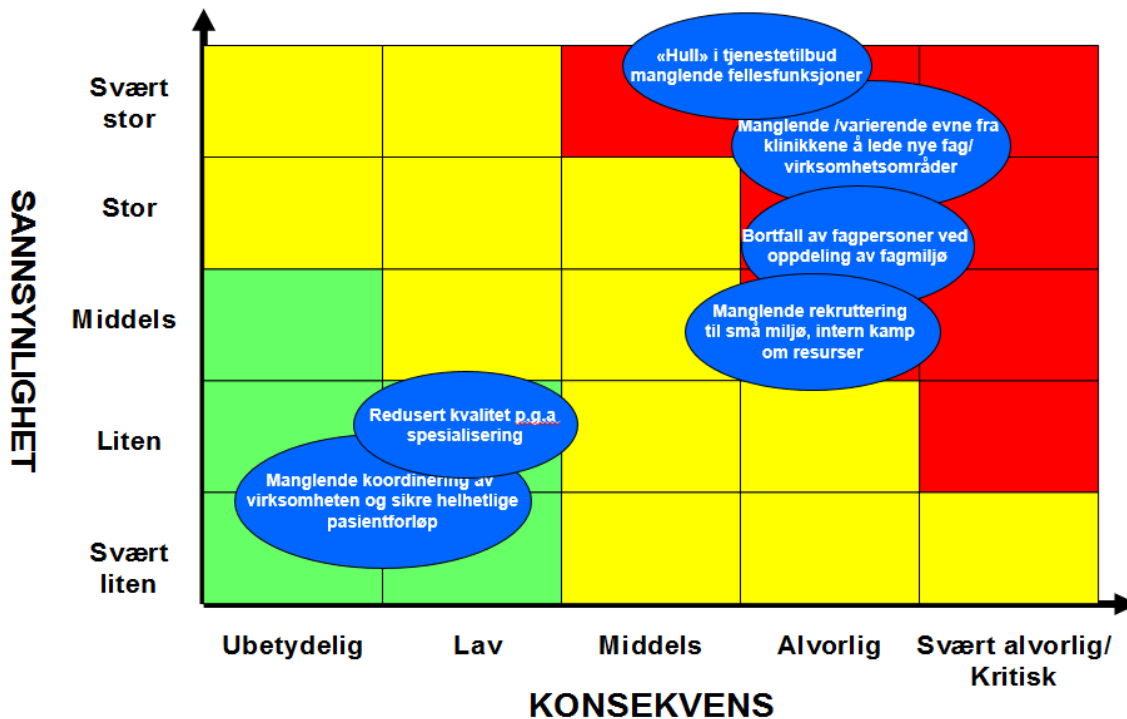 SANNSYNLIGHET
Svært
stor
Stor
Middels
Liten
Svært
liten
«Hull» i tjenestetilbud
manglende fellesfunksjoner
Manglende /varierende evne fra
klinikkene å lede nye fag/
virksomhetsområder
Bortfall av fagpersoner ved
oppdeling av fagmiljø
Manglende rekruttering
til små miljø, intern kamp
om resurser
Redusert kvalitet p.g.a
spesialisering
Manglende koordinering av
virksomheten og sikre helhetlige
pasientforløp
Ubetydelig
Lav
Middels
Alvorlig
Svært alvorlig/
Kritisk
KONSEKVENS